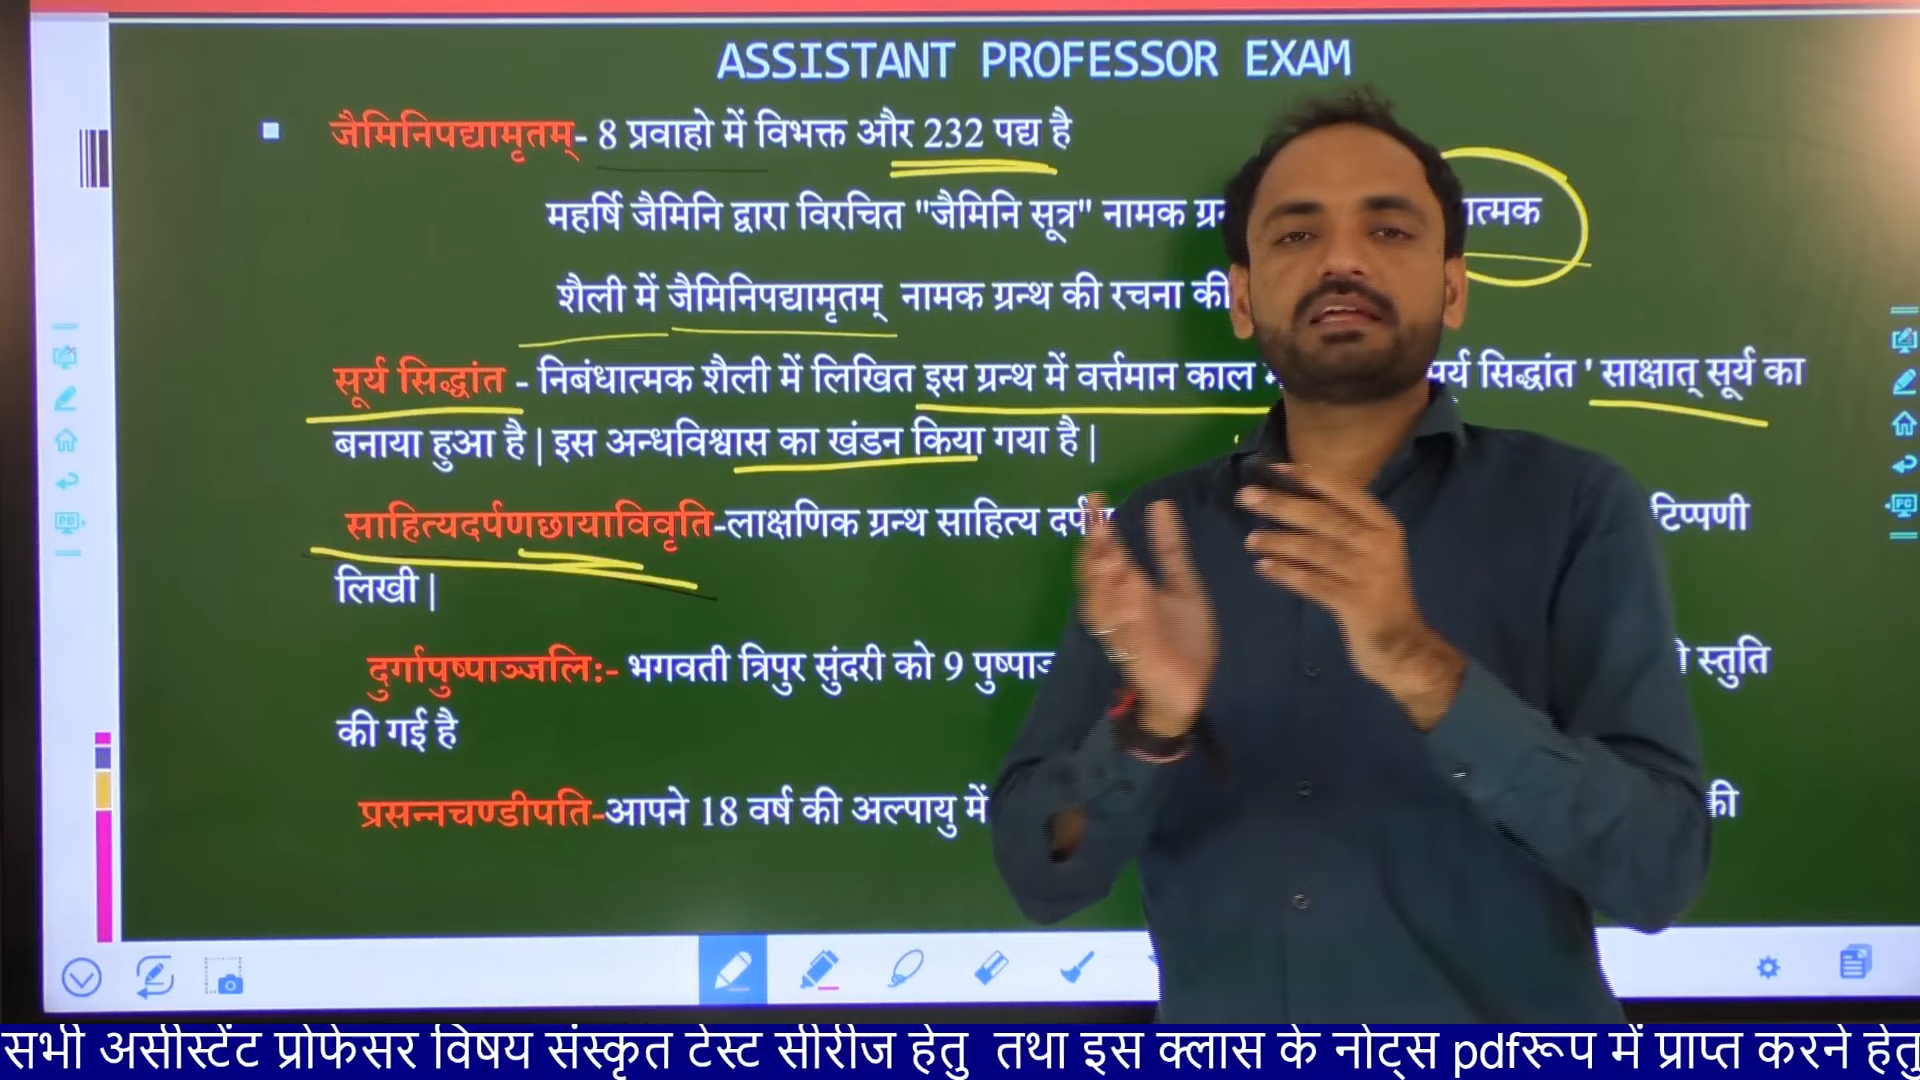 ASSISTANT PROFESSOR EXAM
जैमिनिपद्यामृतम्- 8 प्रवाहो में विभक्त और 232 पद्य है
महर्षि जैमिनि द्वारा विरचित "जैमिनि सूत्र" नामक
शैली में जैमिनिपद्यामृतम् नामक ग्रन्थ की रचना की
सूर्य सिद्धांत - निबंधात्मक शैली में लिखित इस ग्रन्थ में वर्त्तमान काल सिद्धांत ' साक्षात् सूर्य का
बनाया हुआ है | इस अन्धविश्वास का खंडन किया गया है |
साहित्यदर्पणछायाविवृति-लाक्षणिक ग्रन्थ साहित्य टिप्पणी
लिखी |
दुर्गापुष्पाञ्जलि:- भगवती त्रिपुर सुंदरी को 9 स्तुति
की गई है
प्रसन्नचण्डीपति-आपने 18 वर्ष की अल्पायु में की
सभी असीस्टेंट प्रोफेसर विषय संस्कृत टेस्ट सीरीज हेतु तथा इस क्लास के नोट्स pdfरूप में प्राप्त करने हेतु